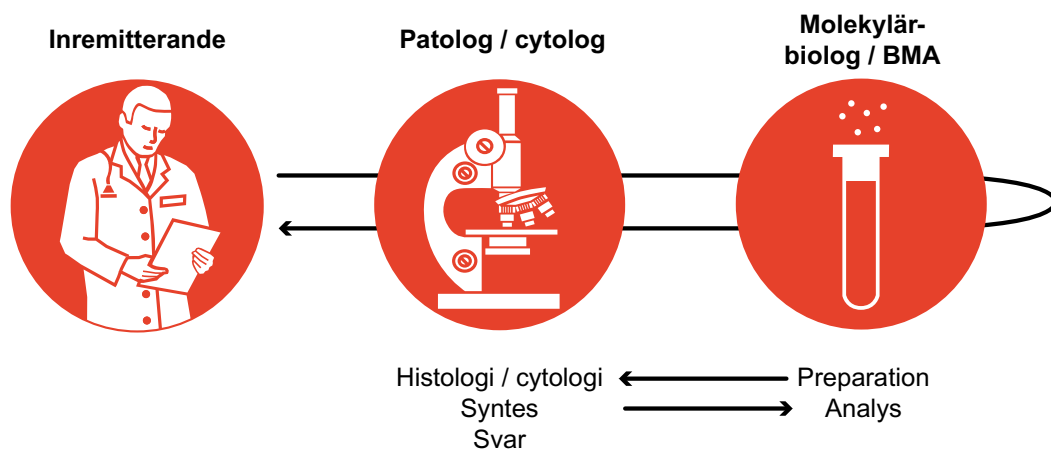 Inremitterande
Patolog / cytolog
Molekylär-
biolog / BMA
Histologi / cytologi
Preparation
Syntes
Analys
Svar